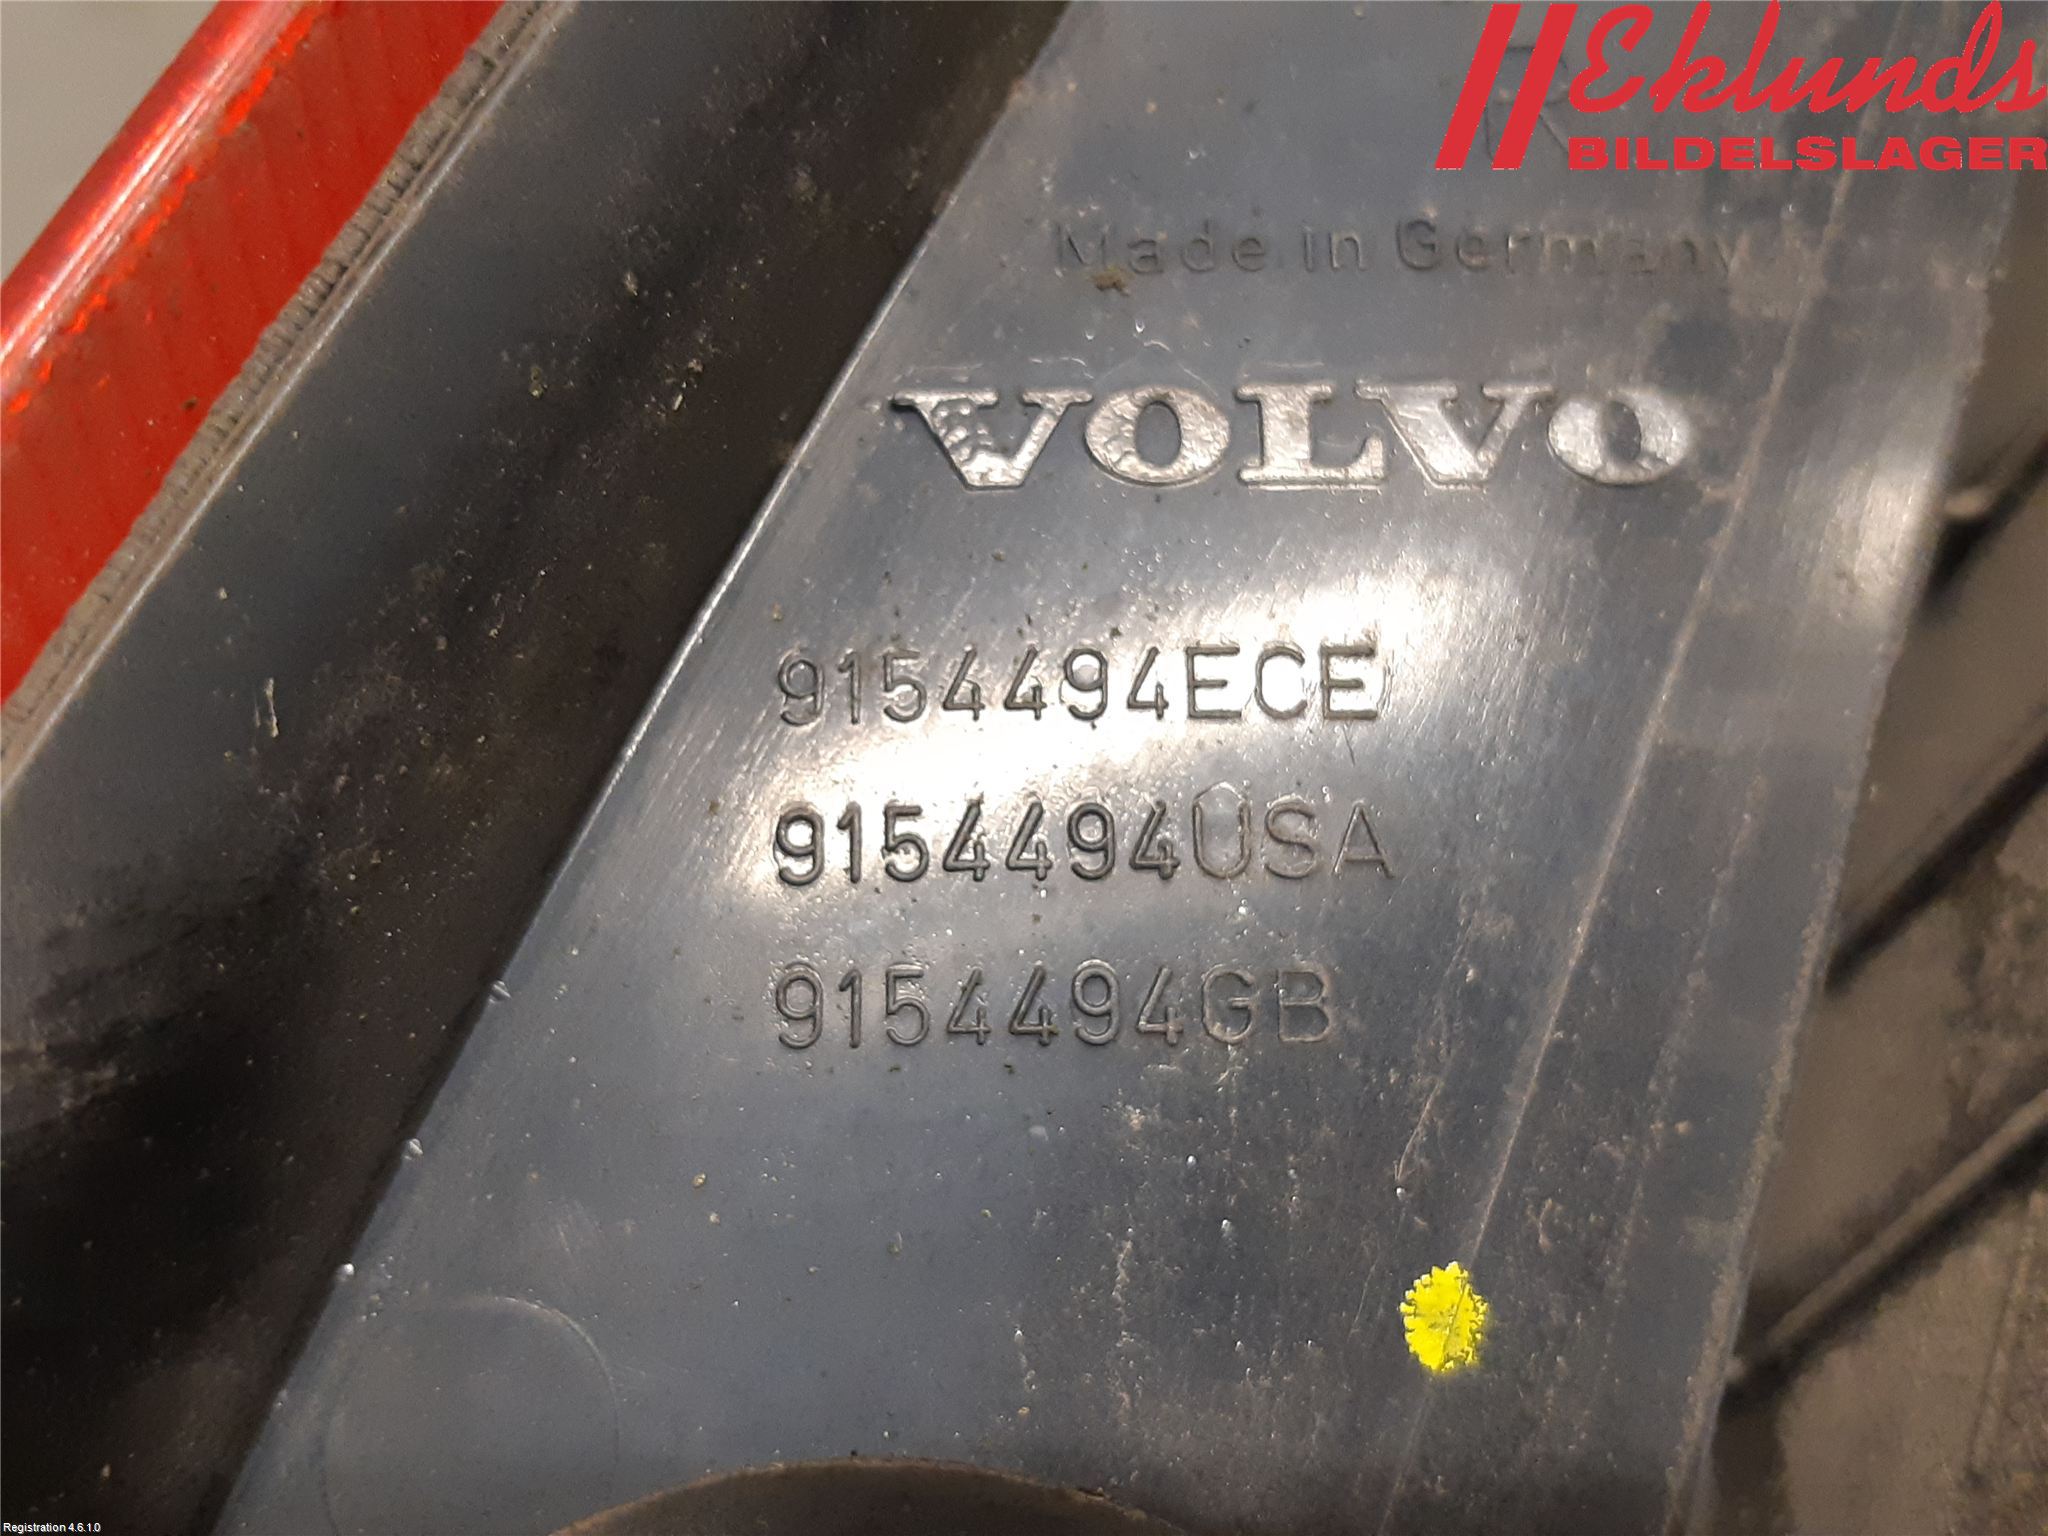 Eklunds
BILDELSLAGER
R
Made in Germany
VOLVO
9154494ECE
9154494USA
9154494GB
Registration 4.6.1.0